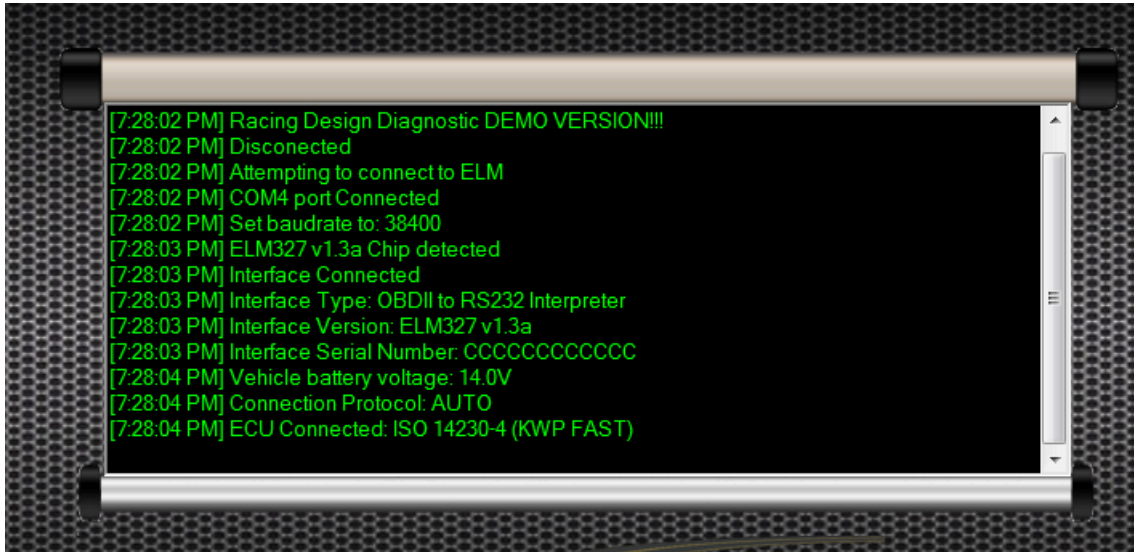 [7:28:02 PM] Racing Design Diagnostic DEMO VERSION!!!
[7:28:02 PM] Disconected
[7:28:02 PM] Attempting to connect to ELM
[7:28:02 PM] COM4 port Connected
[7:28:02 PM] Set baudrate to: 38400
[7:28:03 PM] ELM327 v1.3a Chip detected
[7:28:03 PM] Interface Connected
[7:28:03 PM] Interface Type: OBDII to RS232 Interpreter
[7:28:03 PM] Interface Version: ELM327 v1.3a
[7:28:03 PM] Interface Serial Number: CCCCCCCCCCCC
[7:28:04 PM] Vehicle battery voltage: 14.0V
[7:28:04 PM] Connection Protocol: AUTO
[7:28:04 PM] ECU Connected: ISO 14230-4 (KWP FAST)